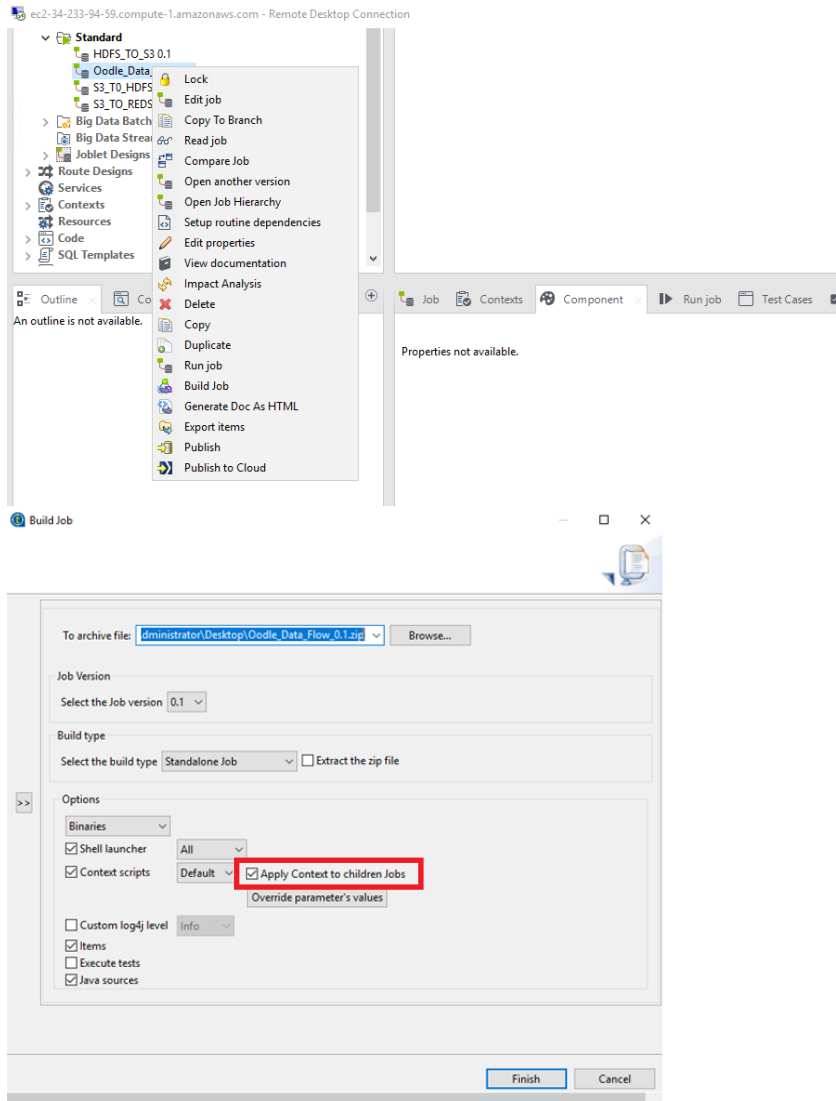 ec2-34-233-94-59.compute-1.amazonaws.com - Remote Desktop Connection
Standard
HDFS_TO_S3 0.1
Oodle_Data_
S3_T0_HDFS
S3_TO_REDS
Big Data Batch
Big Data Strea
Joblet Designs
Route Designs
Services
Contexts
Resources
Code
SQL Templates
Lock
Edit job
Copy To Branch
Read job
Compare Job
Open another version
Open Job Hierarchy
Setup routine dependencies
Edit properties
View documentation
Impact Analysis
Delete
Copy
Duplicate
Run job
Build Job
Generate Doc As HTML
Export items
Publish
Publish to Cloud
Outline Co
An outline is not available.
Job Contexts Component Run job Test Cases
Properties not available.
Build Job
To archive file: dministrator\Desktop\Oodle_Data_Flow_0.1.zip Browse...
Job Version
Select the Job version 0.1
Build type
Select the build type Standalone Job Extract the zip file
>> Options
Binaries
Shell launcher All
Context scripts Default Apply Context to children Jobs
Override parameter's values
Custom log4j level Info
Items
Execute tests
Java sources
Finish Cancel